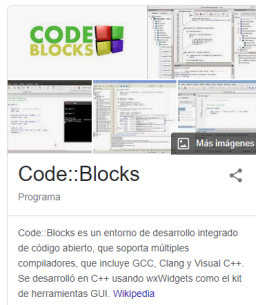 CODE
BLOCKS
Más imágenes
Code::Blocks
Programa
Code::Blocks es un entorno de desarrollo integrado
de código abierto, que soporta múltiples
compiladores, que incluye GCC, Clang y Visual C++.
Se desarrolló en C++ usando wxWidgets como el kit
de herramientas GUI. Wikipedia